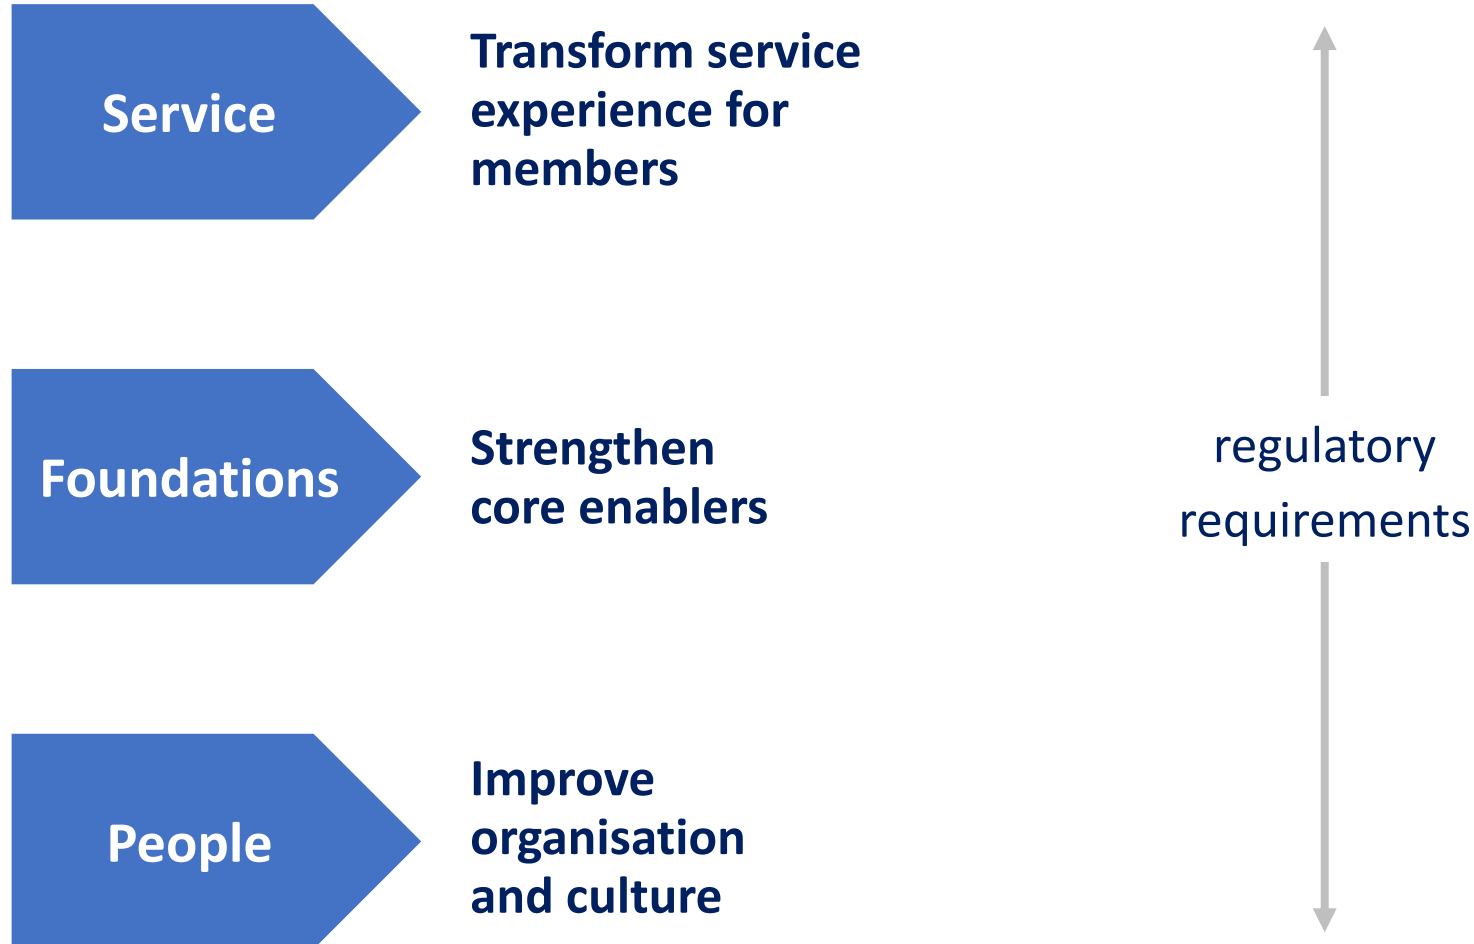 Service
Transform service
experience for
members
Foundations
Strengthen
core enablers
People
Improve
organisation
and culture
regulatory
requirements